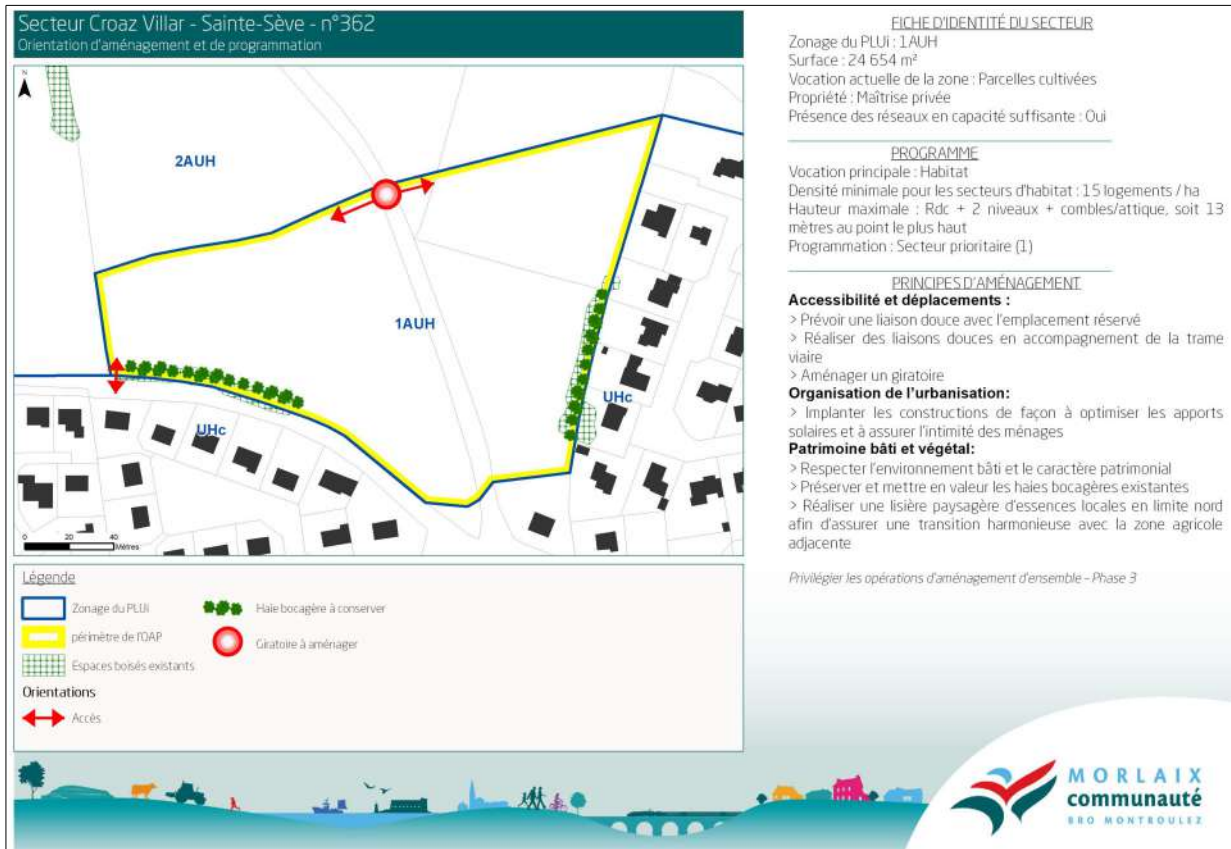 Secteur Croaz Villar - Sainte-Sève - n°362
Orientation d'aménagement et de programmation
N
2AUH
1AUH
UHc
UHc
0 20 40
Mètres
Légende
Zonage du PLUi
périmètre de l'OAP
Espaces boisés existants
Orientations
Accès
Haie bocagère à conserver
Giratoire à aménager
FICHE D'IDENTITÉ DU SECTEUR
Zonage du PLUi : 1AUH
Surface : 24 654 m²
Vocation actuelle de la zone : Parcelles cultivées
Propriété : Maîtrise privée
Présence des réseaux en capacité suffisante : Oui
PROGRAMME
Vocation principale : Habitat
Densité minimale pour les secteurs d'habitat : 15 logements / ha
Hauteur maximale : Rdc + 2 niveaux + combles/attique, soit 13
mètres au point le plus haut
Programmation : Secteur prioritaire (1)
PRINCIPES D'AMÉNAGEMENT
Accessibilité et déplacements :
> Prévoir une liaison douce avec l'emplacement réservé
> Réaliser des liaisons douces en accompagnement de la trame
viaire
> Aménager un giratoire
Organisation de l'urbanisation:
> Implanter les constructions de façon à optimiser les apports
solaires et à assurer l'intimité des ménages
Patrimoine bâti et végétal:
> Respecter l'environnement bâti et le caractère patrimonial
> Préserver et mettre en valeur les haies bocagères existantes
> Réaliser une lisière paysagère d'essences locales en limite nord
afin d'assurer une transition harmonieuse avec la zone agricole
adjacente
Privilégier les opérations d'aménagement d'ensemble - Phase 3
MORLAIX
communauté
BRO MONTROULEZ